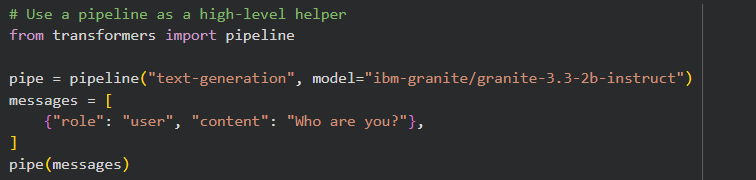 # Use a pipeline as a high-level helper
from transformers import pipeline

pipe = pipeline("text-generation", model="ibm-granite/granite-3.3-2b-instruct")
messages = [
    {"role": "user", "content": "Who are you?"},
]
pipe(messages)